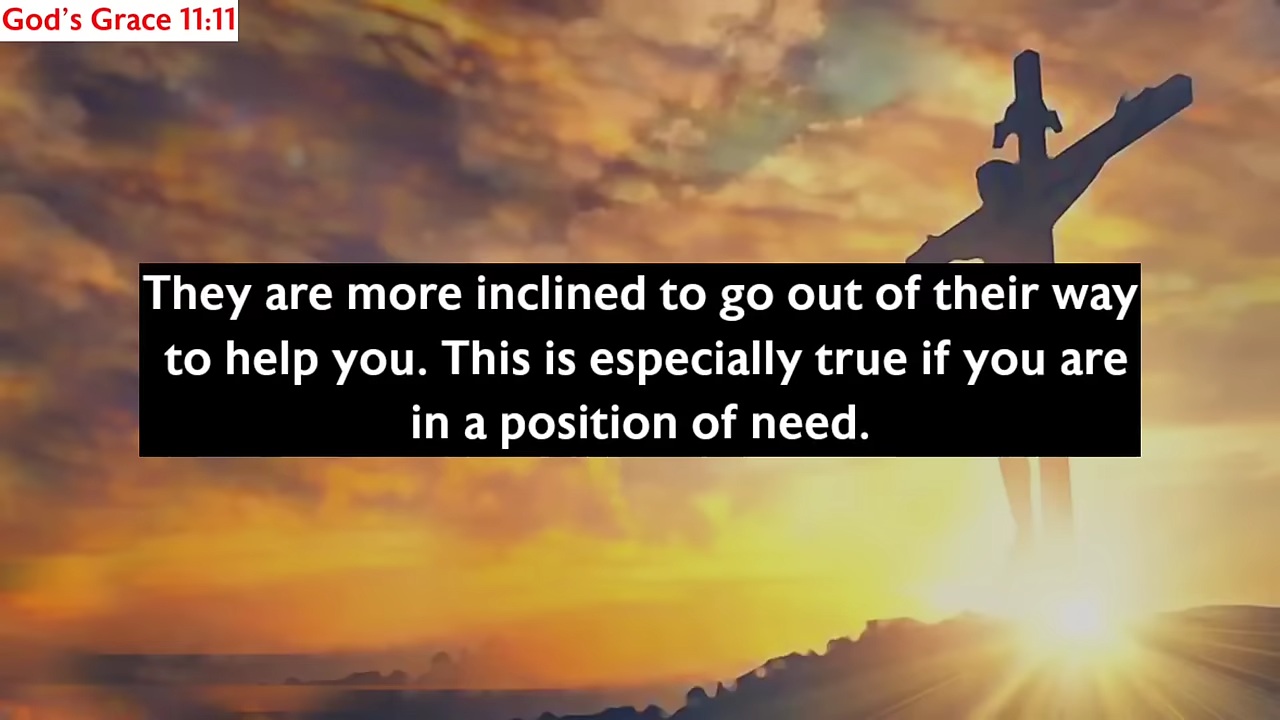 God's Grace 11:11
They are more inclined to go out of their way
to help you. This is especially true if you are
in a position of need.